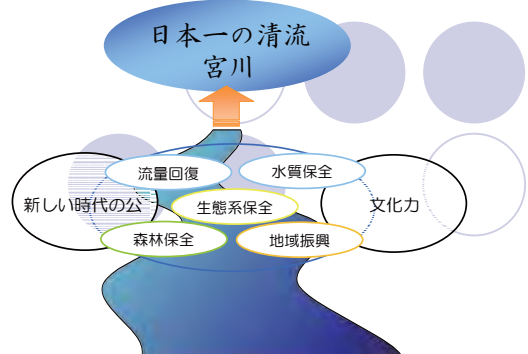 日本一の清流
宮川
流量回復
水質保全
新しい時代の公
生態系保全
文化力
森林保全
地域振興